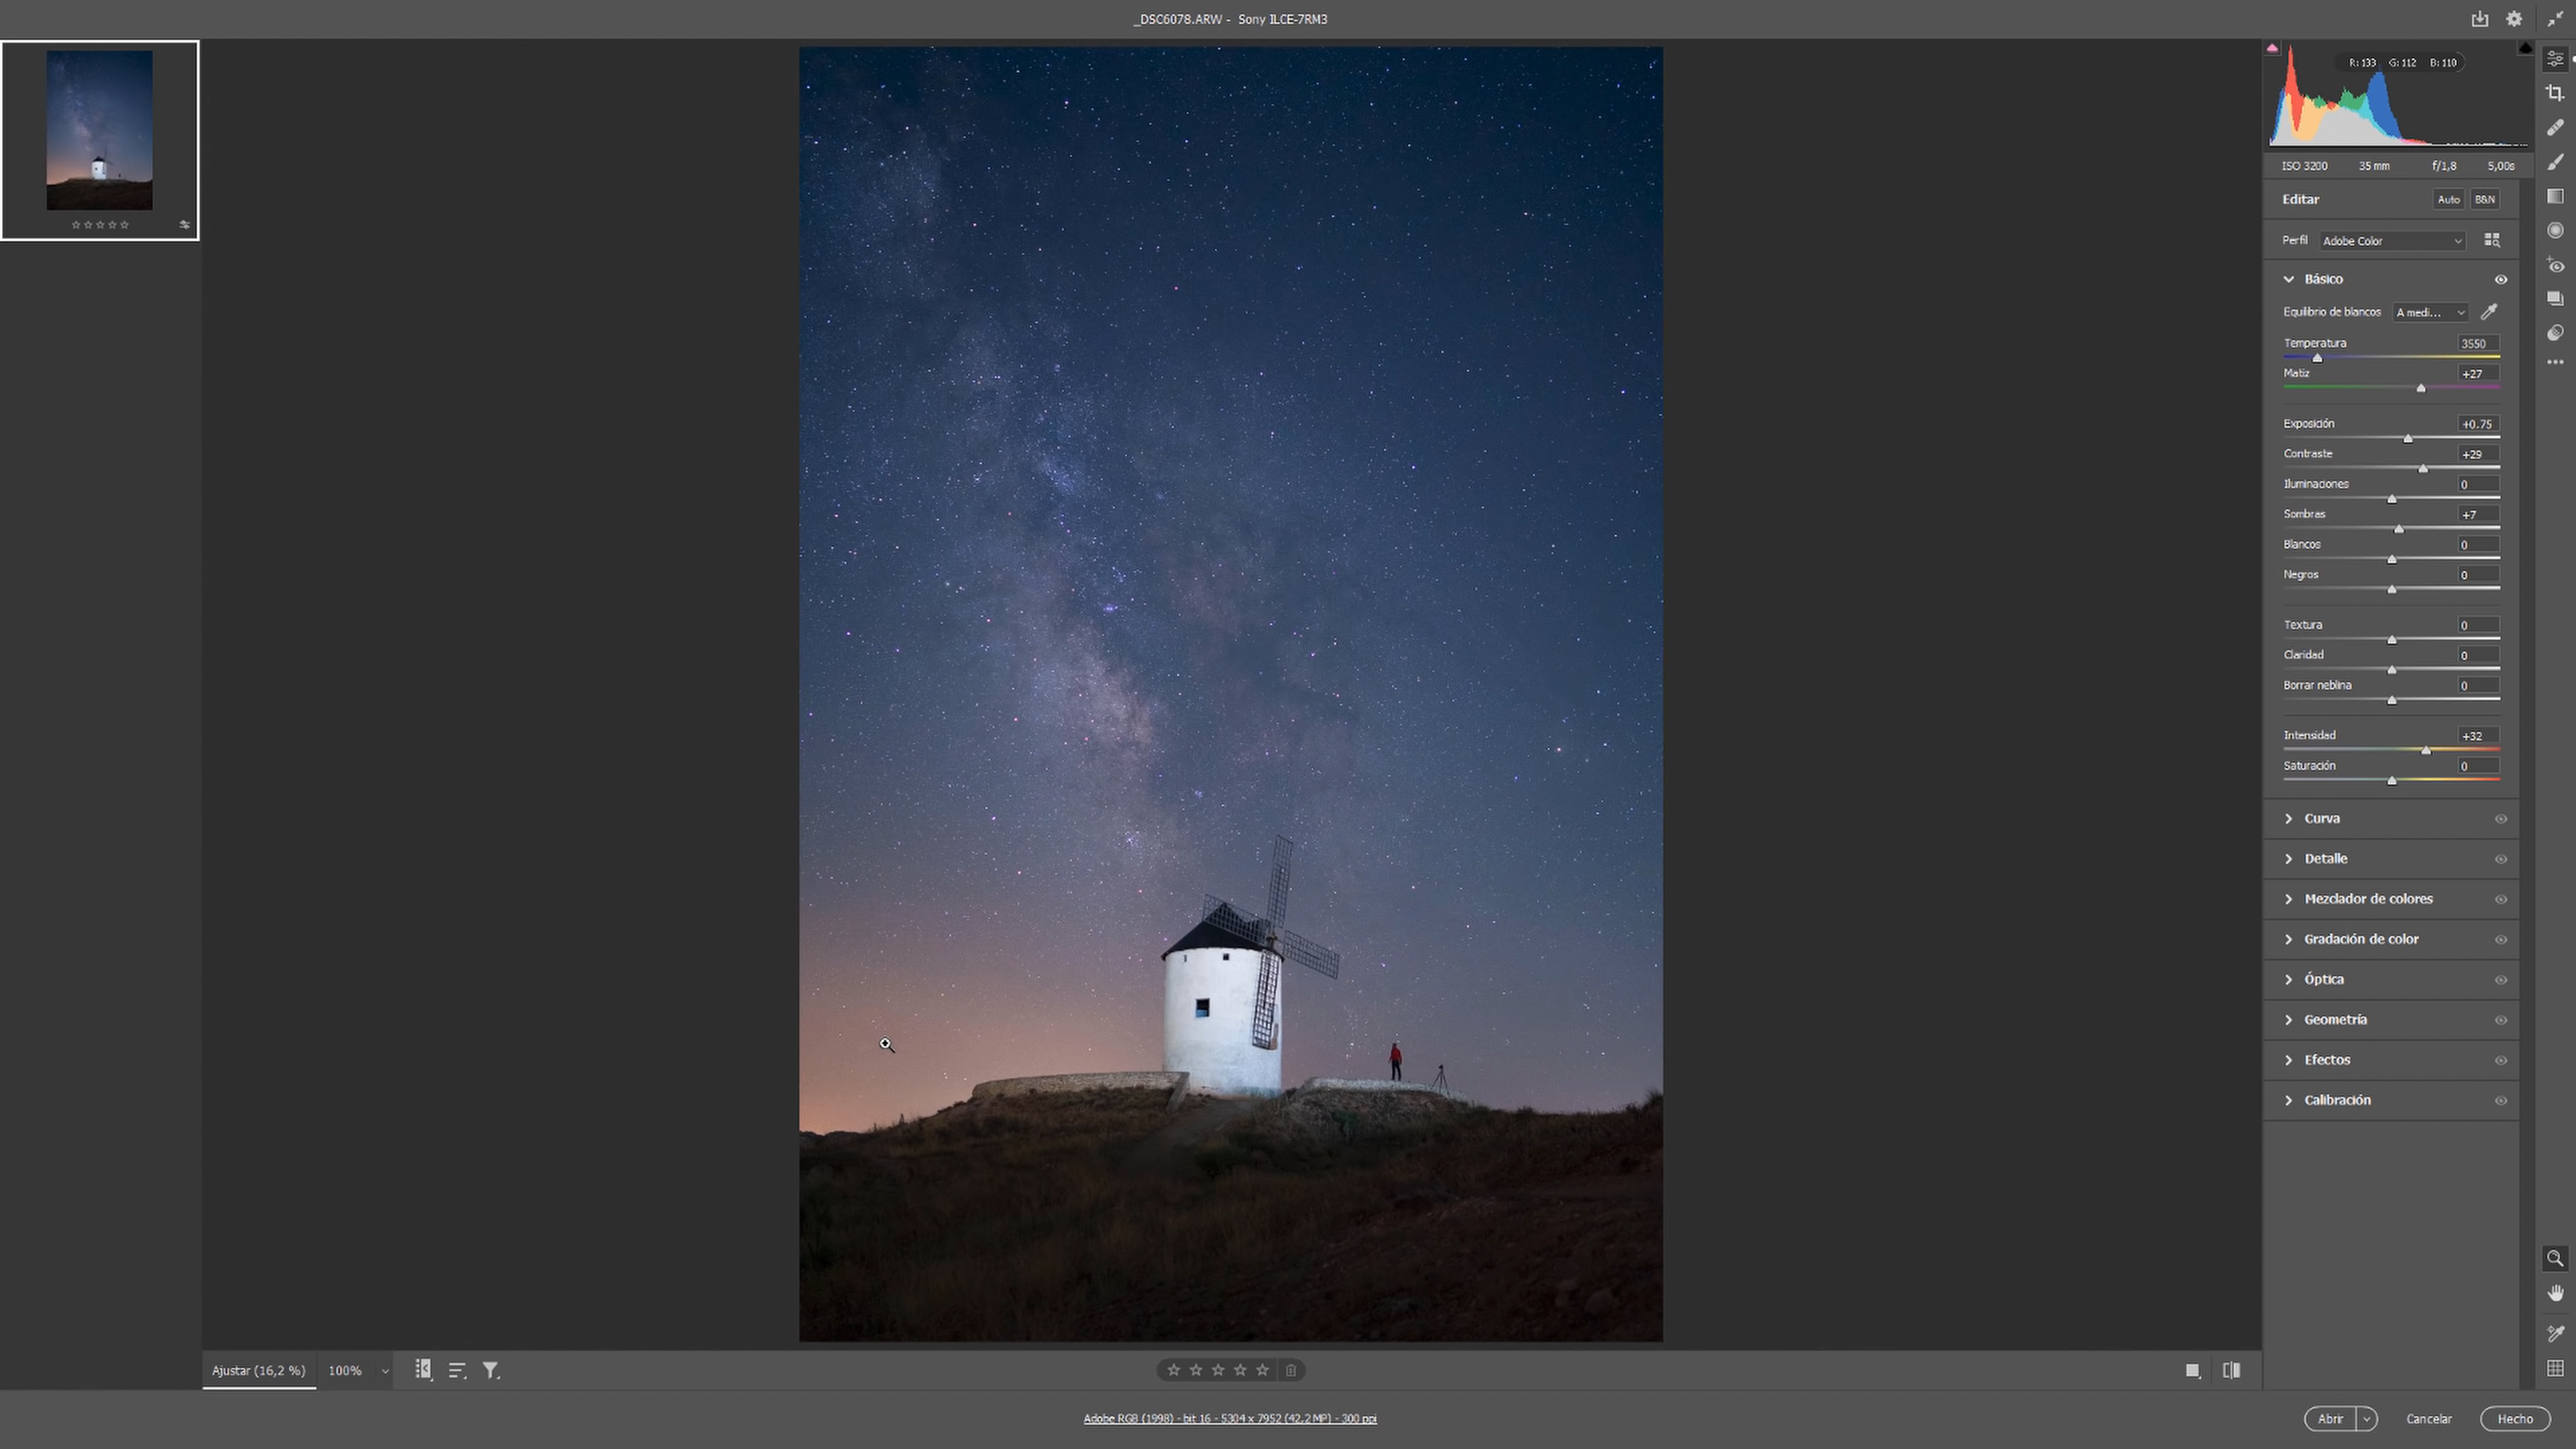 _DSC6078.ARW - Sony ILCE-7RM3
R: 133 G: 112 B: 110
ISO 3200 35 mm f/1,8 5,00s
Editar Auto B&N
Perfil Adobe Color
Básico
Equilibrio de blancos A medi...
Temperatura 3550
Matiz +27
Exposición +0.75
Contraste +29
Iluminaciones 0
Sombras +7
Blancos 0
Negros 0
Textura 0
Claridad 0
Borrar neblina 0
Intensidad +32
Saturación 0
Curva
Detalle
Mezclador de colores
Gradación de color
Óptica
Geometría
Efectos
Calibración
Ajustar (16,2 %) 100%
Adobe RGB (1998) - bit 16 - 5304 x 7952 (42,2 MP) - 300 ppi
Abrir Cancelar Hecho